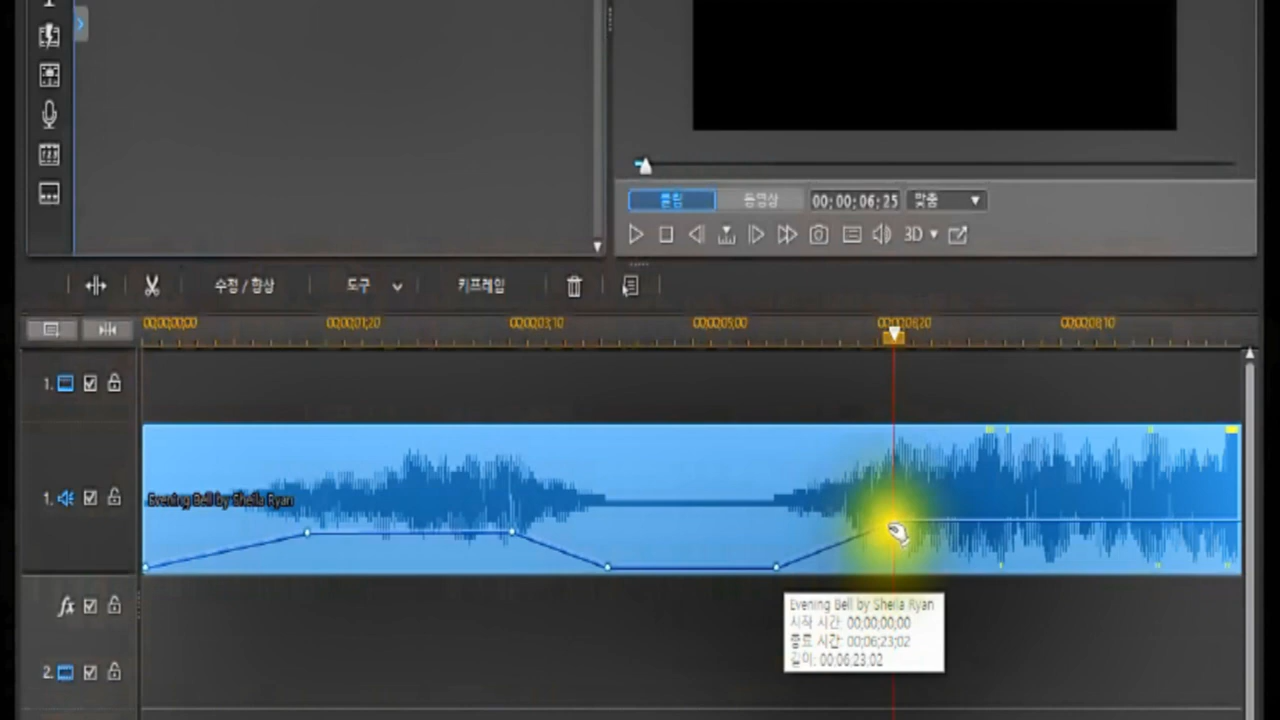 클립 동영상 00; 00; 06; 25 맞춤
3D
수정 / 향상 도구 키프레임
00;00;00;00 00;00;01;20 00;00;03;10 00;00;05;00 00;00;06;20 00;00;08;10
1.
1.
Evening Bell by Sheila Ryan
fx
2.
Evening Bell by Sheila Ryan
시작 시간: 00;00;00;00
종료 시간: 00;06;23;02
길이: 00;06;23;02